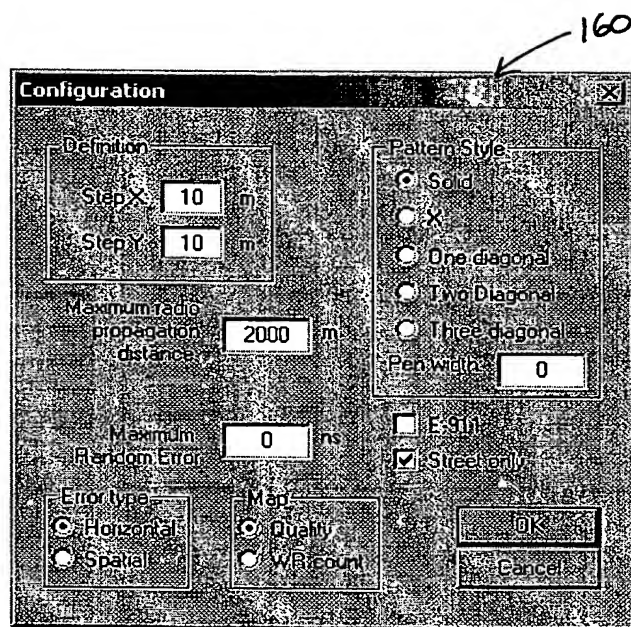 160
Configuration
Definition
Step X 10 m
Step Y 10 m
Maximum radio
propagation
distance 2000 m
Maximum
Random Error 0 ns
Error type
Horizontal
Spatial
Map
Quality
WR count
Pattern Style
Solid
X
One diagonal
Two Diagonal
Three diagonal
Pen width 0
E-911
Street only
OK
Cancel